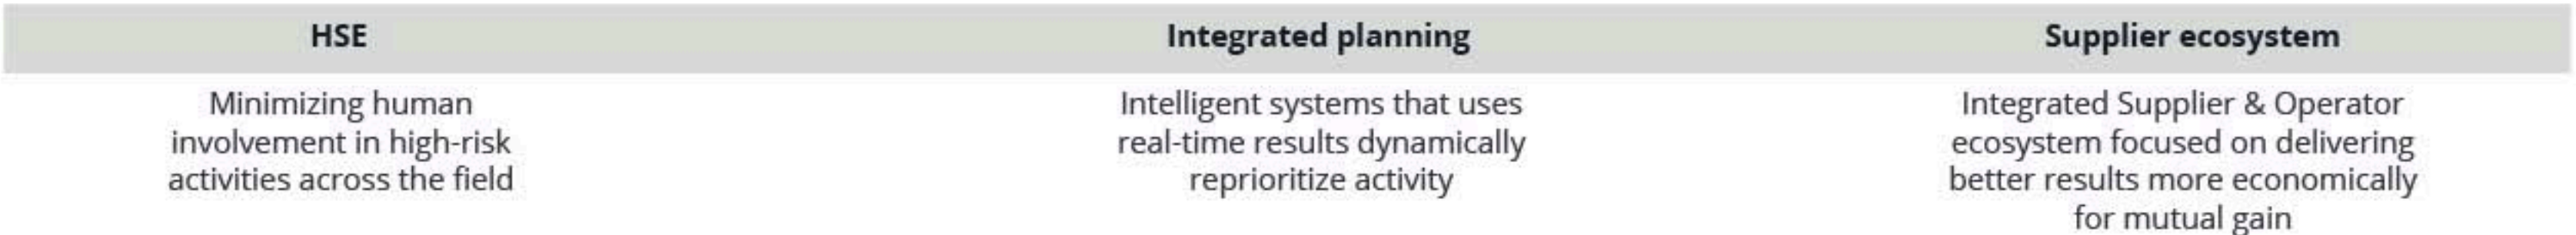 HSE
Minimizing human
involvement in high-risk
activities across the field
Integrated planning
Intelligent systems that uses
real-time results dynamically
reprioritize activity
Supplier ecosystem
Integrated Supplier & Operator
ecosystem focused on delivering
better results more economically
for mutual gain